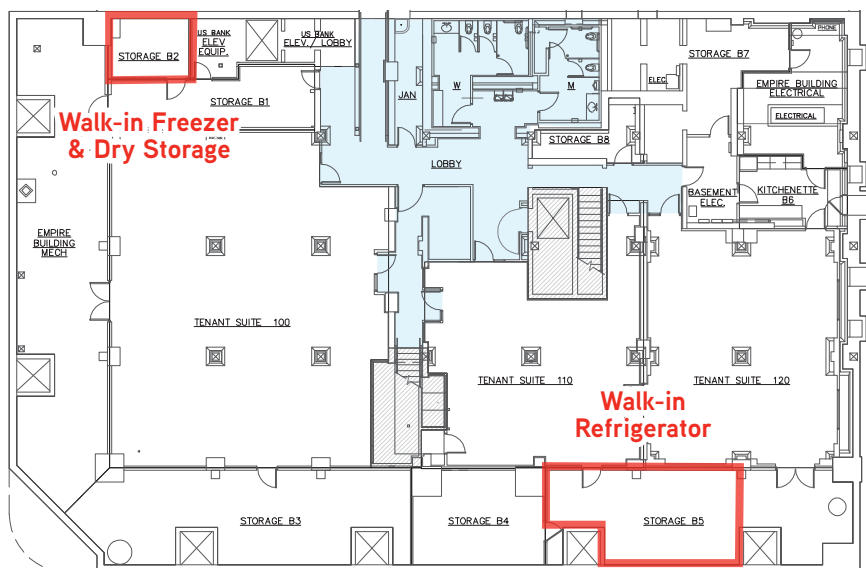 PHONE
US BANK
ELEV
EQUIP.
US BANK
ELEV./ LOBBY
STORAGE B2
STORAGE B7
STORAGE B1
JAN
W
M
ELEC.
EMPIRE BUILDING
ELECTRICAL
ELECTRICAL
Walk-in Freezer
& Dry Storage
STORAGE B8
LOBBY
BASEMENT
ELEC.
KITCHENETTE
B6
EMPIRE
BUILDING
MECH
TENANT SUITE 100
TENANT SUITE 110
TENANT SUITE 120
Walk-in
Refrigerator
STORAGE B3
STORAGE B4
STORAGE B5